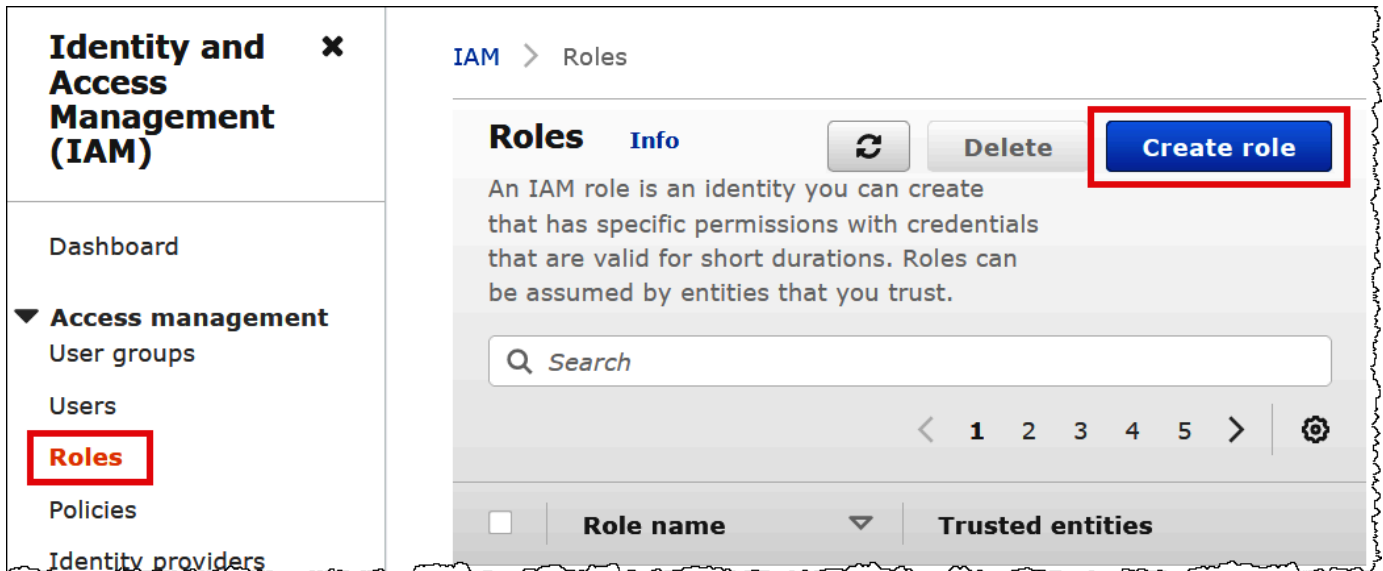 Identity and
Access
Management
(IAM)
Dashboard
Access management
User groups
Users
Roles
Policies
Identity providers
IAM > Roles
Roles Info Delete Create role
An IAM role is an identity you can create
that has specific permissions with credentials
that are valid for short durations. Roles can
be assumed by entities that you trust.
Search
1 2 3 4 5
Role name Trusted entities